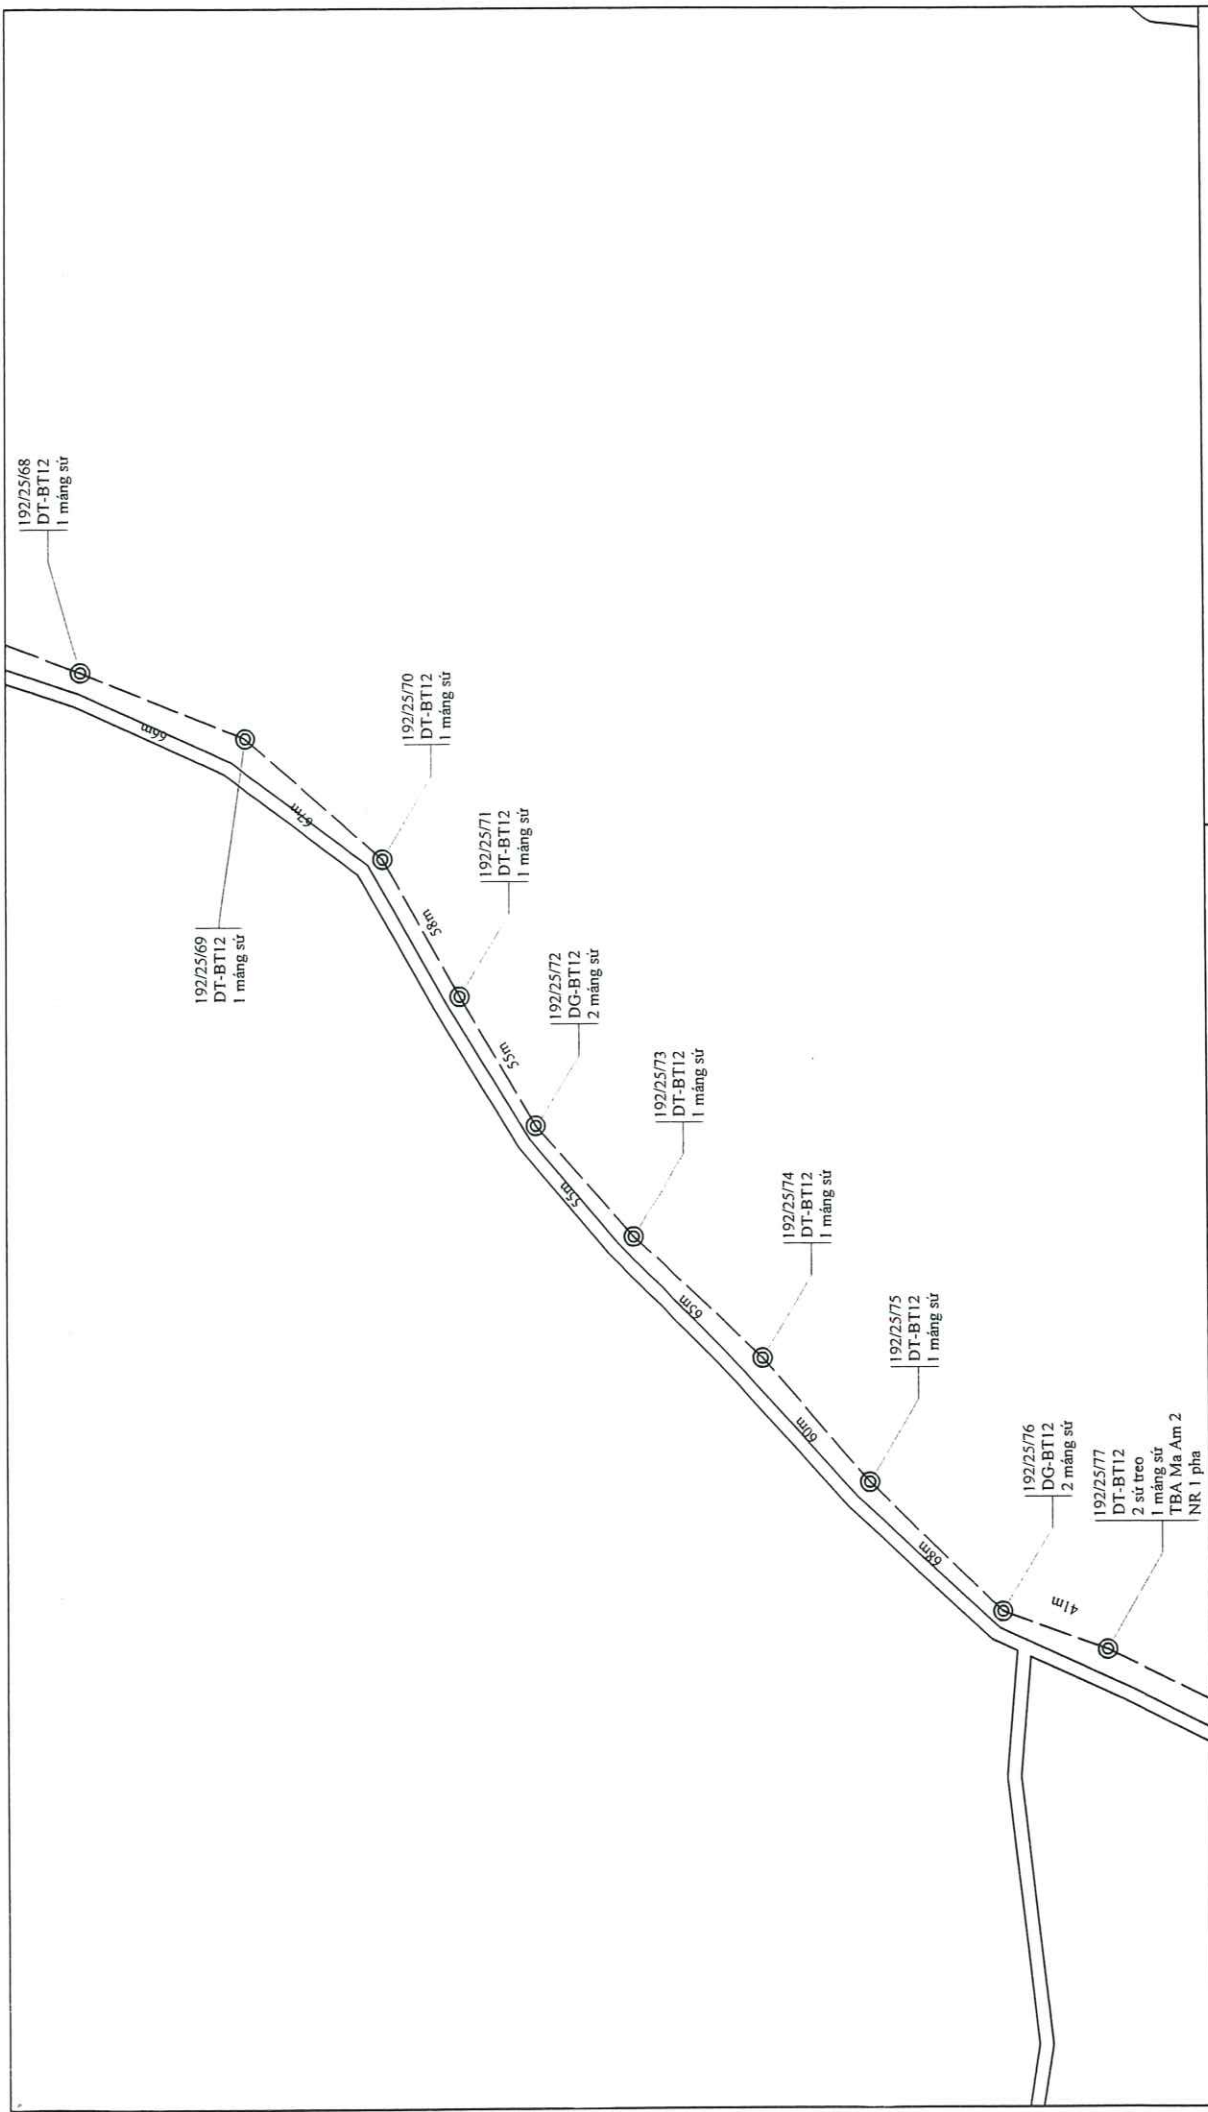 192/25/68
DT-BT12
1 máng sứ
66m
192/25/69
DT-BT12
1 máng sứ
67m
192/25/70
DT-BT12
1 máng sứ
58m
192/25/71
DT-BT12
1 máng sứ
55m
192/25/72
DG-BT12
2 máng sứ
55m
192/25/73
DT-BT12
1 máng sứ
65m
192/25/74
DT-BT12
1 máng sứ
60m
192/25/75
DT-BT12
1 máng sứ
68m
192/25/76
DG-BT12
2 máng sứ
41m
192/25/77
DT-BT12
2 sứ treo
1 máng sứ
TBA Ma Am 2
NR 1 pha